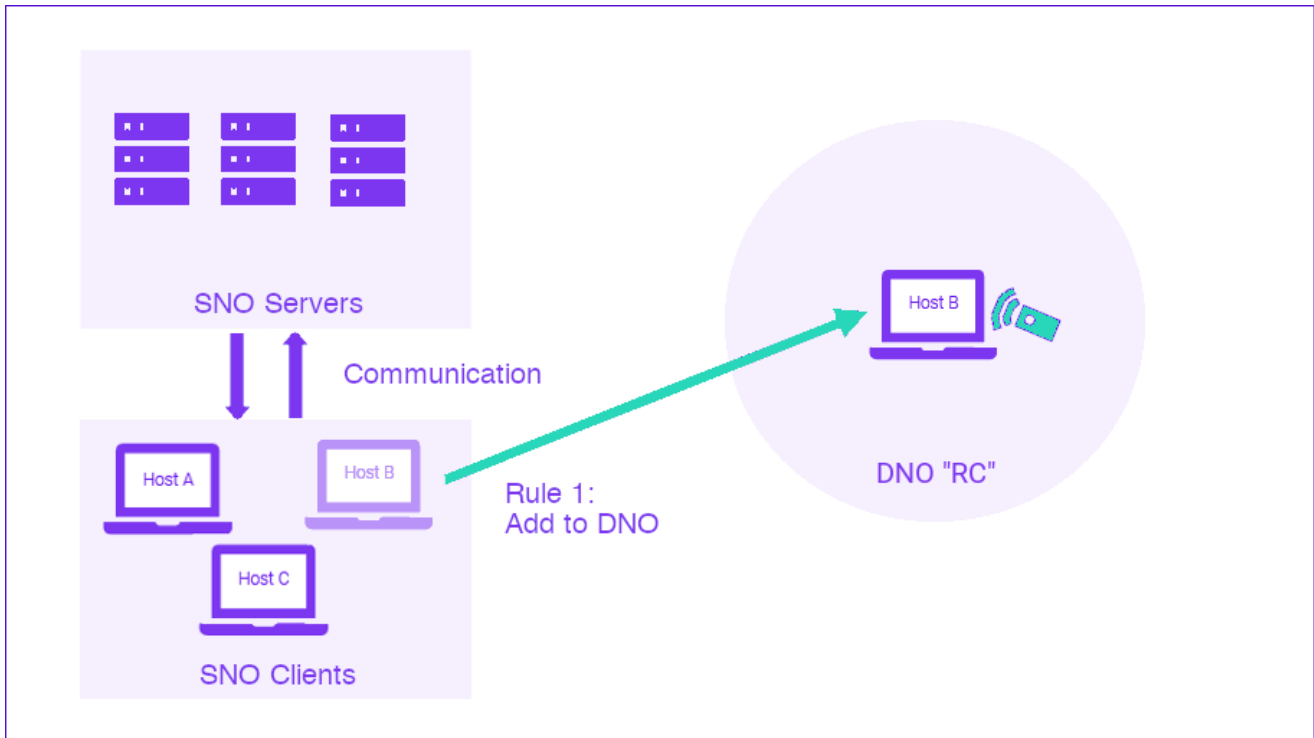 SNO Servers
Communication
Host A
Host B
Host C
SNO Clients
Rule 1:
Add to DNO
Host B
DNO "RC"